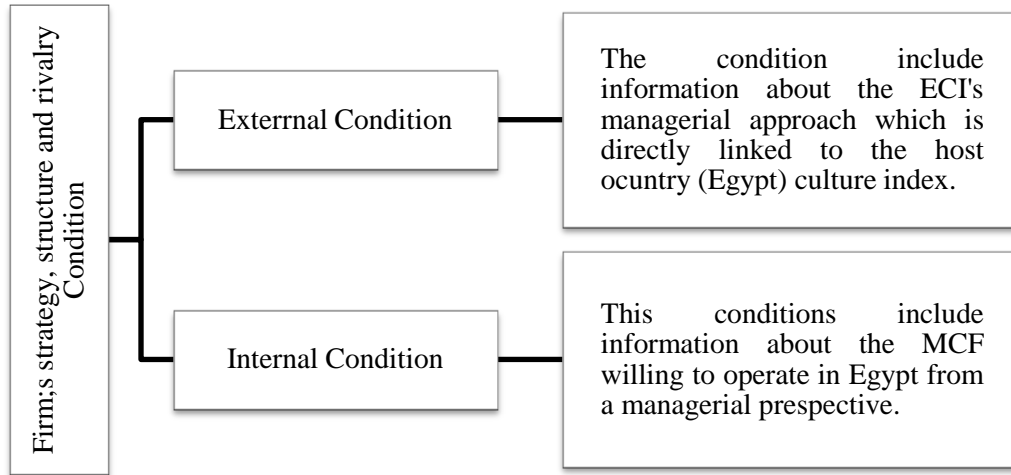 Firm;s strategy, structure and rivalry
Condition
Exterrnal Condition
The condition include
information about the ECI's
managerial approach which is
directly linked to the host
ocuntry (Egypt) culture index.
Internal Condition
This conditions include
information about the MCF
willing to operate in Egypt from
a managerial prespective.